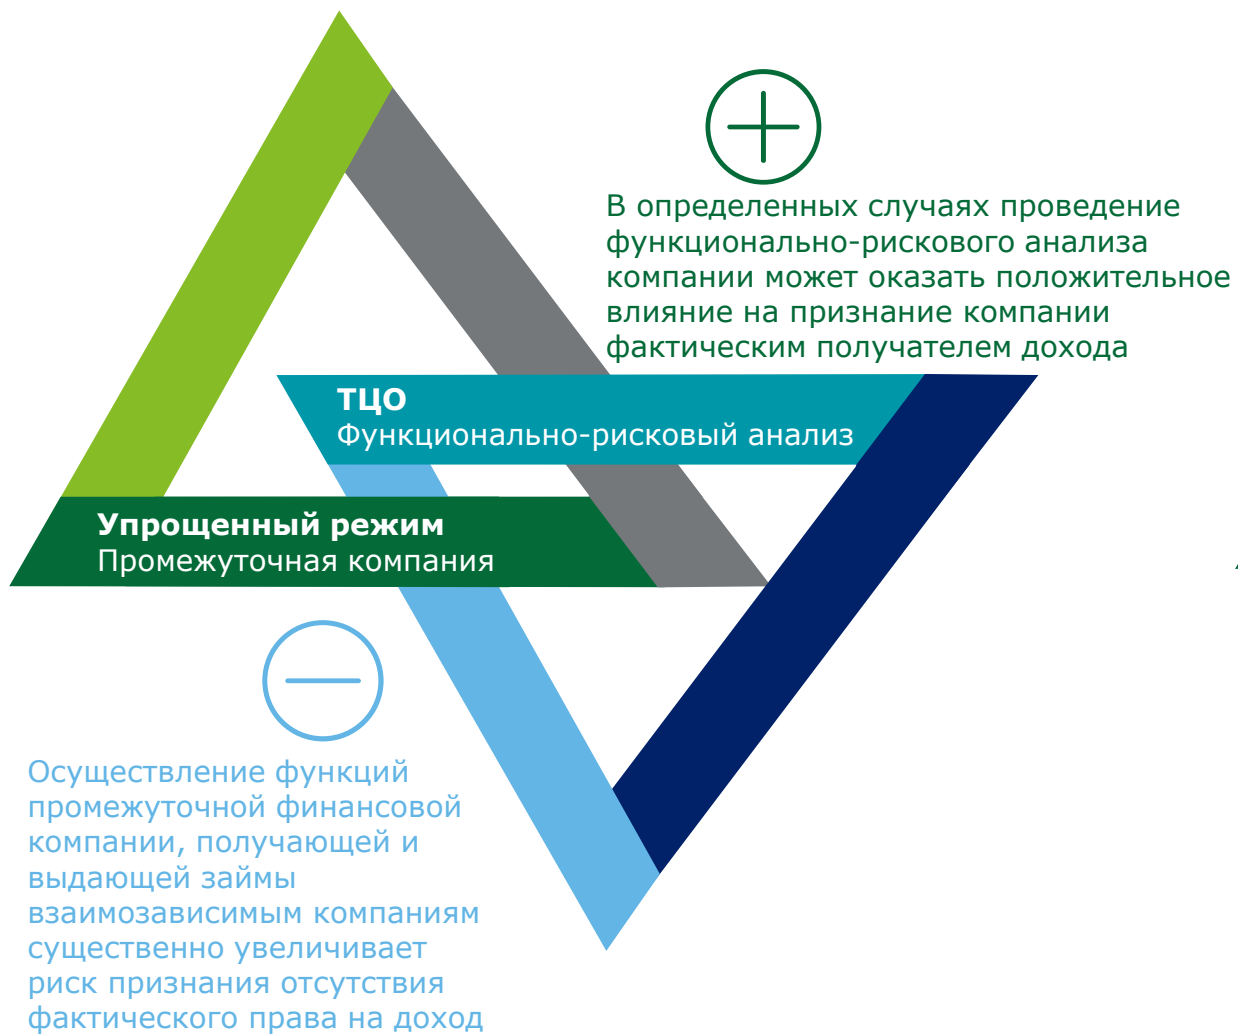 В определенных случаях проведение
функционально-рискового анализа
компании может оказать положительное
влияние на признание компании
фактическим получателем дохода
ТЦО
Функционально-рисковый анализ
Упрощенный режим
Промежуточная компания
Осуществление функций
промежуточной финансовой
компании, получающей и
выдающей займы
взаимозависимым компаниям
существенно увеличивает
риск признания отсутствия
фактического права на доход